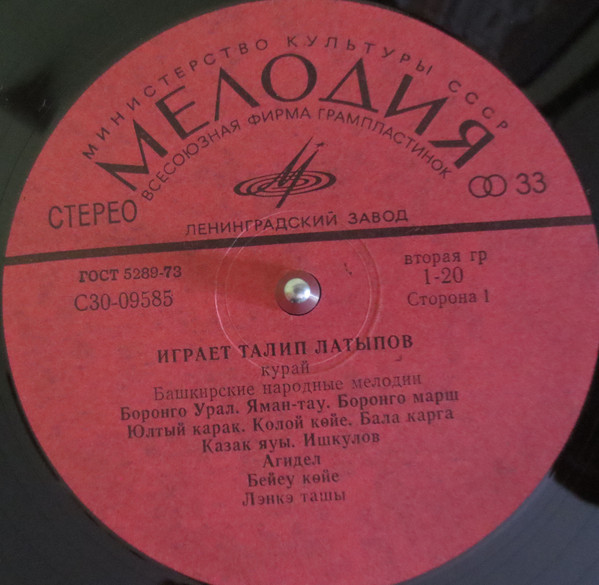 МИНИСТЕРСТВО КУЛЬТУРЫ СССР
МЕЛОДИЯ
ВСЕСОЮЗНАЯ ФИРМА ГРАМПЛАСТИНОК
СТЕРЕО
33
ЛЕНИНГРАДСКИЙ ЗАВОД
ГОСТ 5289-73
С30-09585
вторая гр
1-20
Сторона 1
ИГРАЕТ ТАЛИП ЛАТЫПОВ
курай
Башкирские народные мелодии
Боронго Урал. Яман-тау. Боронго марш
Юлтый карак. Колой көйе. Бала карга
Казак яуы. Ишкулов
Агидел
Бейеу көйе
Лэнкэ ташы